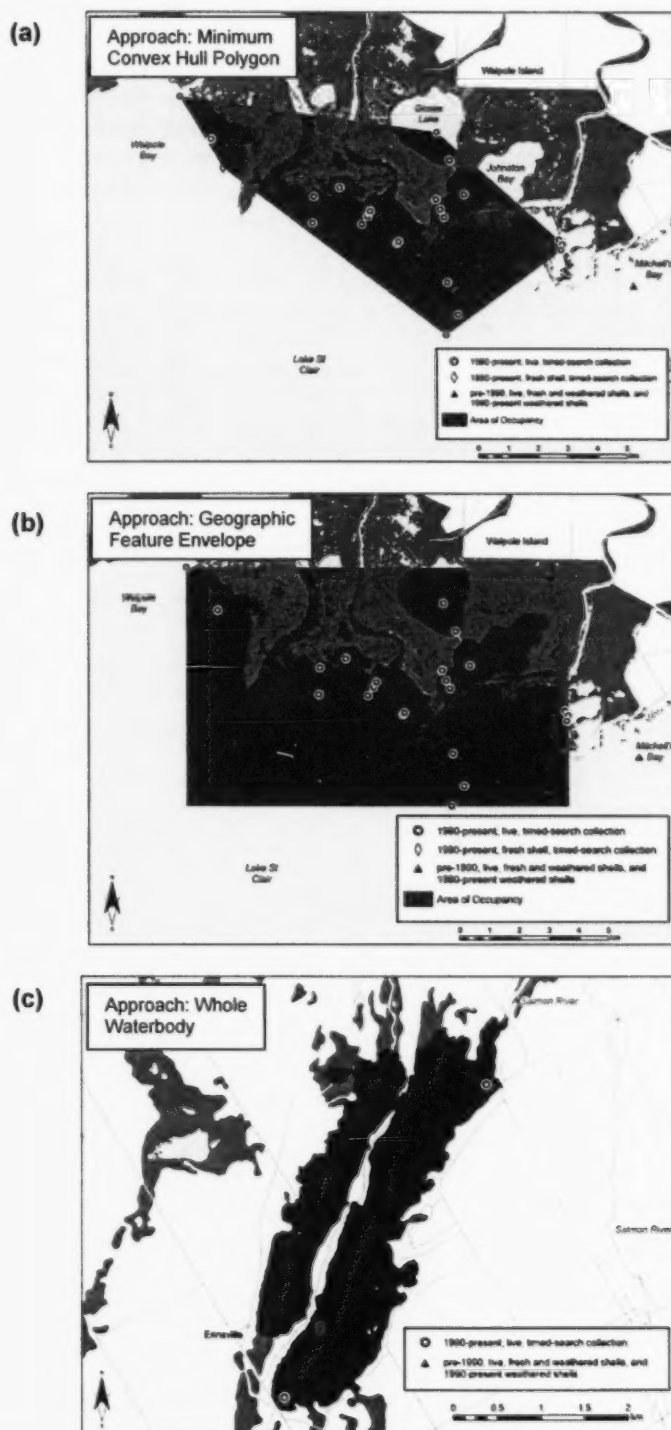 (a)
Approach: Minimum
Convex Hull Polygon
Walpole Island
Goose
Lake
Walpole
Bay
Johnston
Bay
Mitchell's
Bay
Lake St
Clair
1990-present, live, timed-search collection
1990-present, fresh shell, timed-search collection
pre-1990, live, fresh and weathered shells, and
1990-present weathered shells
Area of Occupancy
0 1 2 3 4 5
(b)
Approach: Geographic
Feature Envelope
Walpole Island
Walpole
Bay
Mitchell's
Bay
Lake St
Clair
1990-present, live, timed-search collection
1990-present, fresh shell, timed-search collection
pre-1990, live, fresh and weathered shells, and
1990-present weathered shells
Area of Occupancy
0 1 2 3 4 5
(c)
Approach: Whole
Waterbody
Salmon River
Salmon River
1990-present, live, timed-search collection
pre-1990, live, fresh and weathered shells, and
1990-present weathered shells
0 0.5 1 1.5 2
km